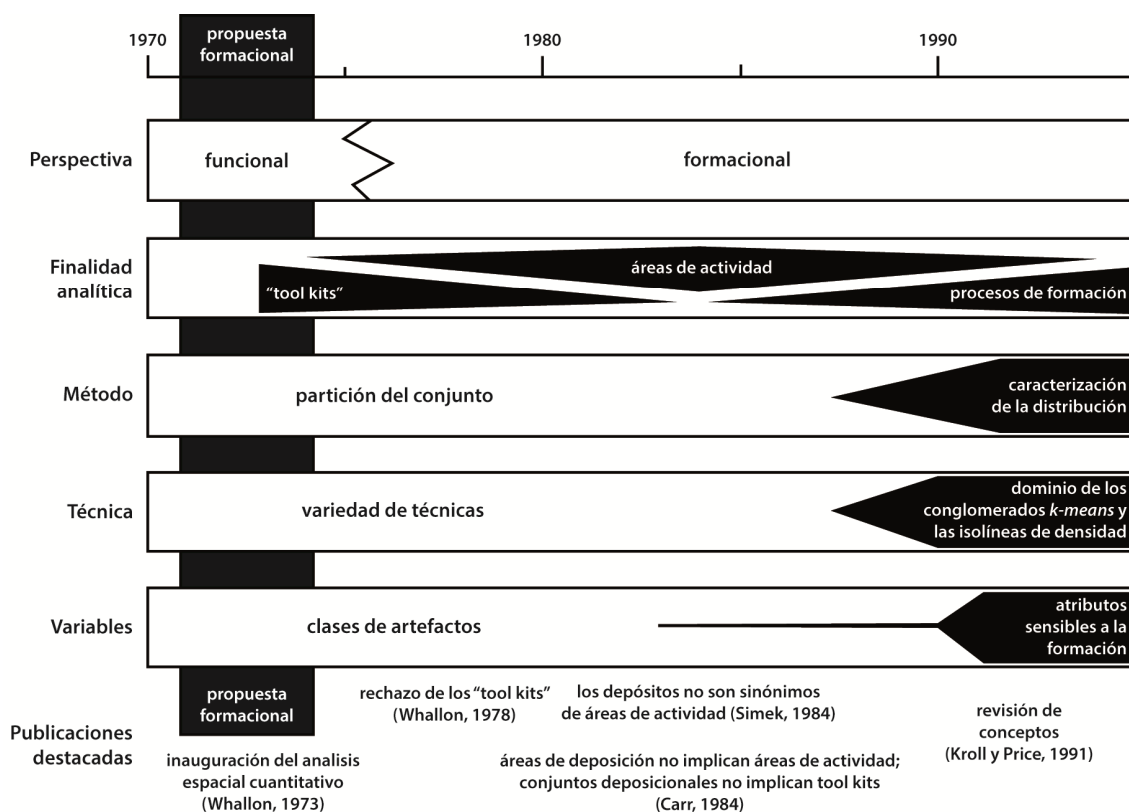 propuesta
formacional
1970
1980
1990
Perspectiva
funcional
formacional
Finalidad
analítica
áreas de actividad
“tool kits”
procesos de formación
Método
partición del conjunto
caracterización
de la distribución
Técnica
variedad de técnicas
dominio de los
conglomerados k-means y
las isolíneas de densidad
Variables
clases de artefactos
atributos
sensibles a la
formación
Publicaciones
destacadas
propuesta
formacional
inauguración del analisis
espacial cuantitativo
(Whallon, 1973)
rechazo de los “tool kits”
(Whallon, 1978)
los depósitos no son sinónimos
de áreas de actividad (Simek, 1984)
áreas de deposición no implican áreas de actividad;
conjuntos deposicionales no implican tool kits
(Carr, 1984)
revisión de
conceptos
(Kroll y Price, 1991)